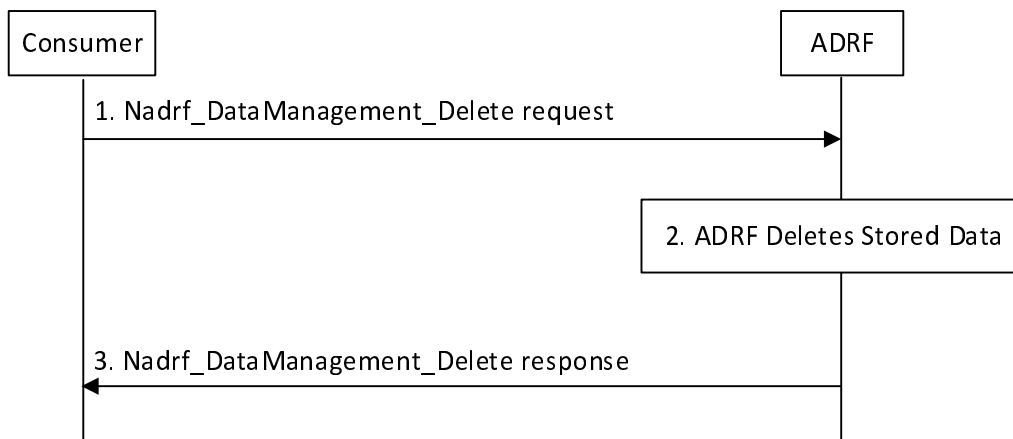 Consumer
ADRF
1. Nadrf_DataManagement_Delete request
2. ADRF Deletes Stored Data
3. Nadrf_DataManagement_Delete response